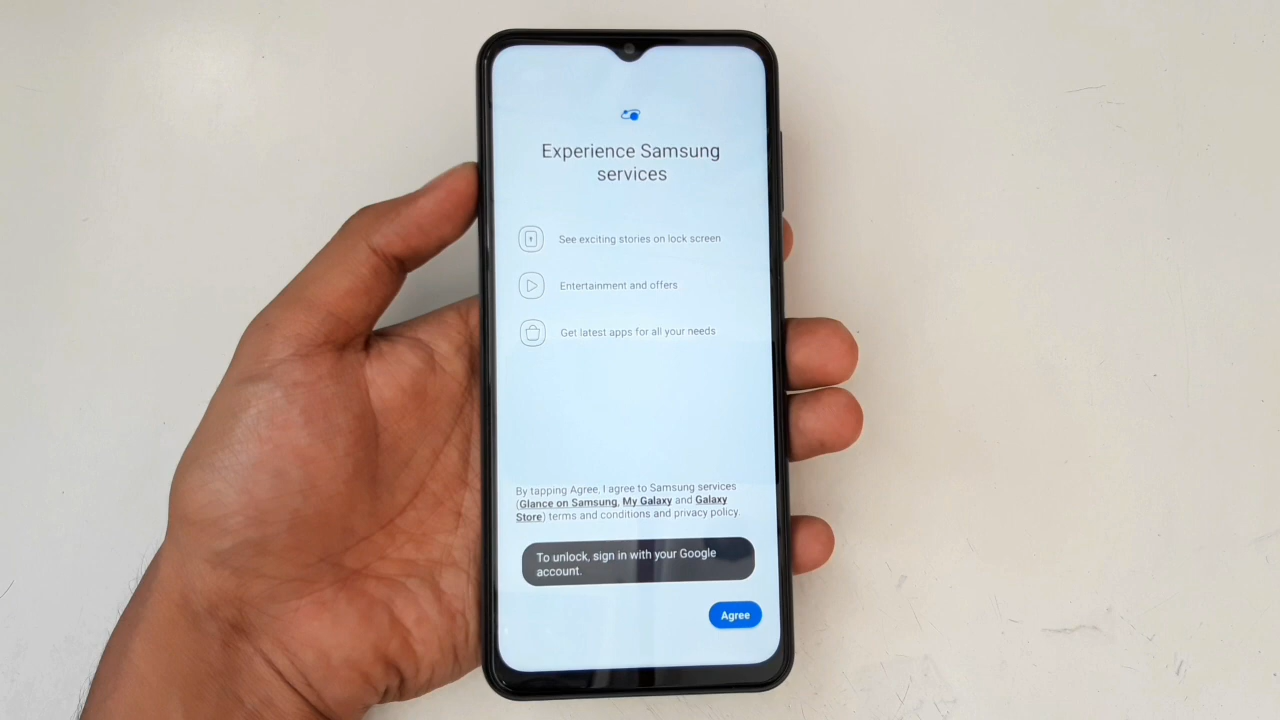 Experience Samsung
services
See exciting stories on lock screen
Entertainment and offers
Get latest apps for all your needs
By tapping Agree, I agree to Samsung services
(Glance on Samsung, My Galaxy and Galaxy
Store) terms and conditions and privacy policy.
To unlock, sign in with your Google
account.
Agree